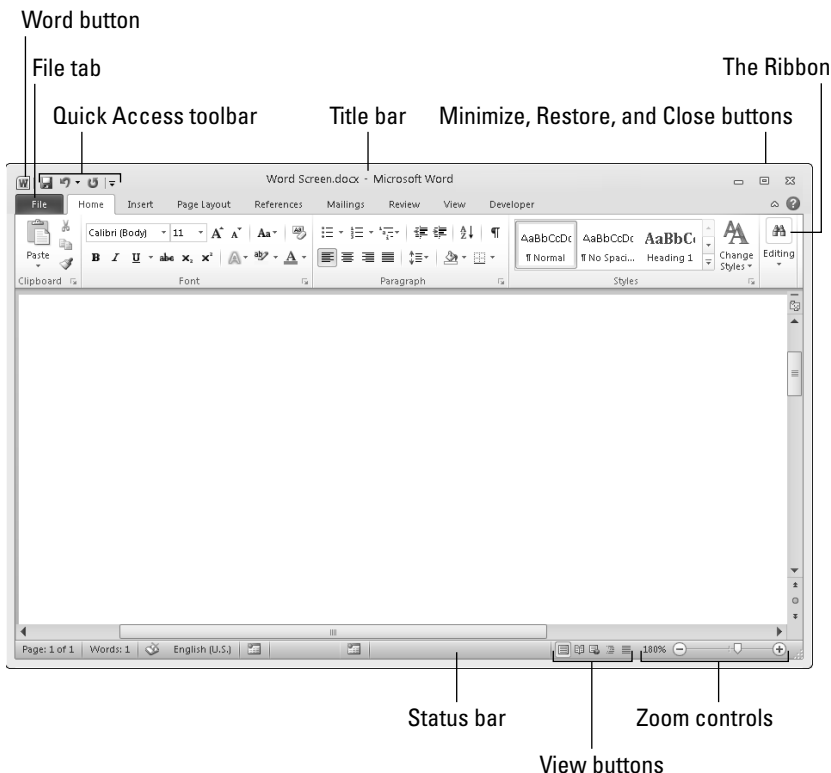 Word button
File tab
The Ribbon
Quick Access toolbar Title bar Minimize, Restore, and Close buttons
W Word Screen.docx - Microsoft Word
File Home Insert Page Layout References Mailings Review View Developer
Calibri (Body) 11 A A Aa AaBbCcDc AaBbCcDc AaBbC A
Paste B I U abc x₂ x² A ab A ¶ Normal ¶ No Spaci... Heading 1 Change Styles Editing
Clipboard Font Paragraph Styles
Page: 1 of 1 Words: 1 English (U.S.) 180%
Status bar Zoom controls
View buttons